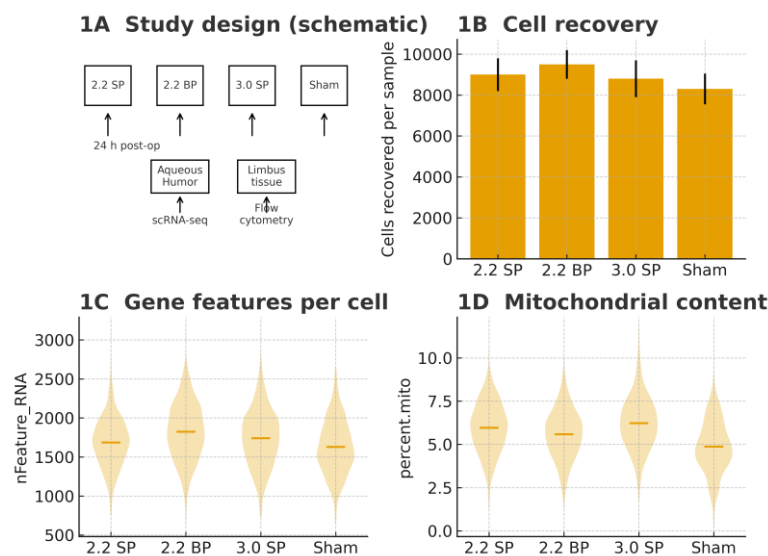 1A Study design (schematic)
2.2 SP
2.2 BP
3.0 SP
Sham
24 h post-op
Aqueous
Humor
Limbus
tissue
scRNA-seq
Flow
cytometry
1B Cell recovery
Cells recovered per sample
10000
8000
6000
4000
2000
0
2.2 SP
2.2 BP
3.0 SP
Sham
1C Gene features per cell
nFeature_RNA
3000
2500
2000
1500
1000
500
2.2 SP
2.2 BP
3.0 SP
Sham
1D Mitochondrial content
percent.mito
10.0
7.5
5.0
2.5
0.0
2.2 SP
2.2 BP
3.0 SP
Sham